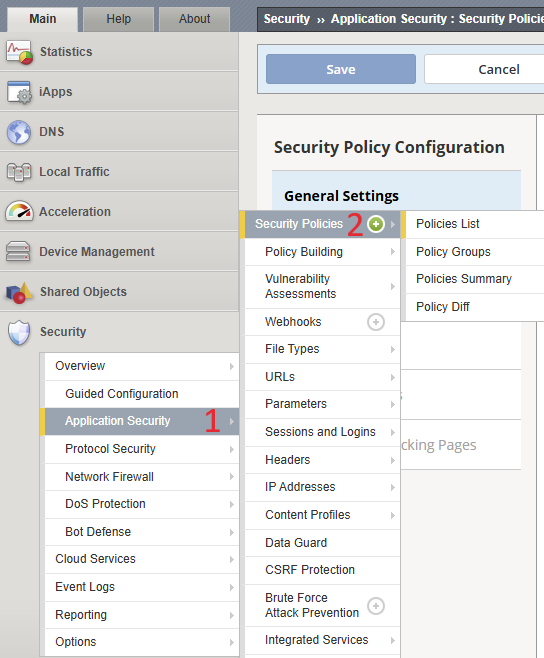 Main Help About
Security ›› Application Security : Security Policies
Save Cancel
Statistics
iApps
DNS
Local Traffic
Acceleration
Device Management
Shared Objects
Security
Overview
Guided Configuration
Application Security 1
Protocol Security
Network Firewall
DoS Protection
Bot Defense
Cloud Services
Event Logs
Reporting
Options
Security Policy Configuration
General Settings
Security Policies 2
Policy Building
Vulnerability
Assessments
Webhooks
File Types
URLs
Parameters
Sessions and Logins
Headers
IP Addresses
Content Profiles
Data Guard
CSRF Protection
Brute Force
Attack Prevention
Integrated Services
Policies List
Policy Groups
Policies Summary
Policy Diff
cking Pages